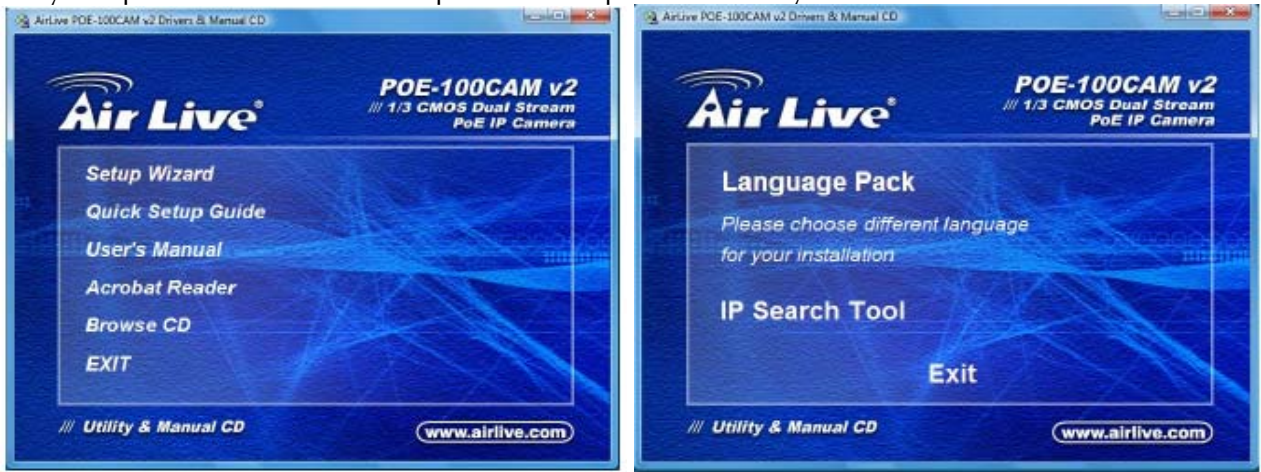 AirLive POE-100CAM v2 Drivers & Manual CD
Air Live®
POE-100CAM v2
/// 1/3 CMOS Dual Stream
PoE IP Camera
Setup Wizard
Quick Setup Guide
User's Manual
Acrobat Reader
Browse CD
EXIT
/// Utility & Manual CD
www.airlive.com
AirLive POE-100CAM v2 Drivers & Manual CD
Air Live®
POE-100CAM v2
/// 1/3 CMOS Dual Stream
PoE IP Camera
Language Pack
Please choose different language
for your installation
IP Search Tool
Exit
/// Utility & Manual CD
www.airlive.com